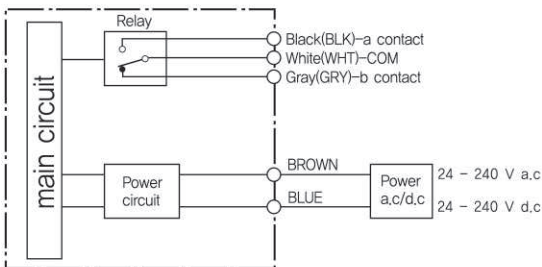 Relay
Black(BLK)-a contact
White(WHT)-COM
Gray(GRY)-b contact
main circuit
Power
circuit
BROWN
BLUE
Power
a.c/d.c
24 - 240 V a.c
24 - 240 V d.c